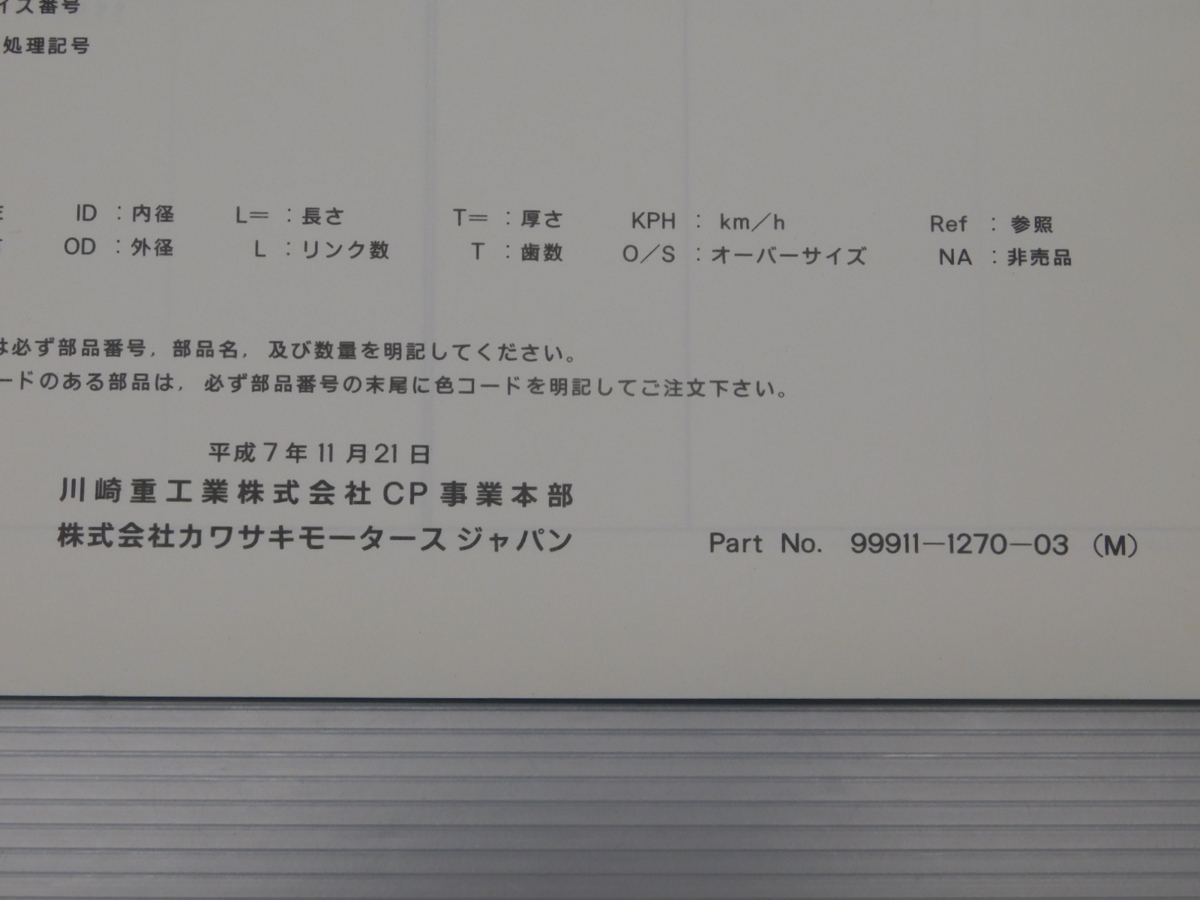 イズ番号
処理記号
ID : 内径 L= : 長さ T= : 厚さ KPH : km/h Ref : 参照
OD : 外径 L : リンク数 T : 歯数 O/S : オーバーサイズ NA : 非売品
は必ず部品番号, 部品名, 及び数量を明記してください。
ードのある部品は, 必ず部品番号の末尾に色コードを明記してご注文下さい。
平成7年11月21日
川崎重工業株式会社CP事業本部
株式会社カワサキモータースジャパン
Part No. 99911-1270-03 (M)